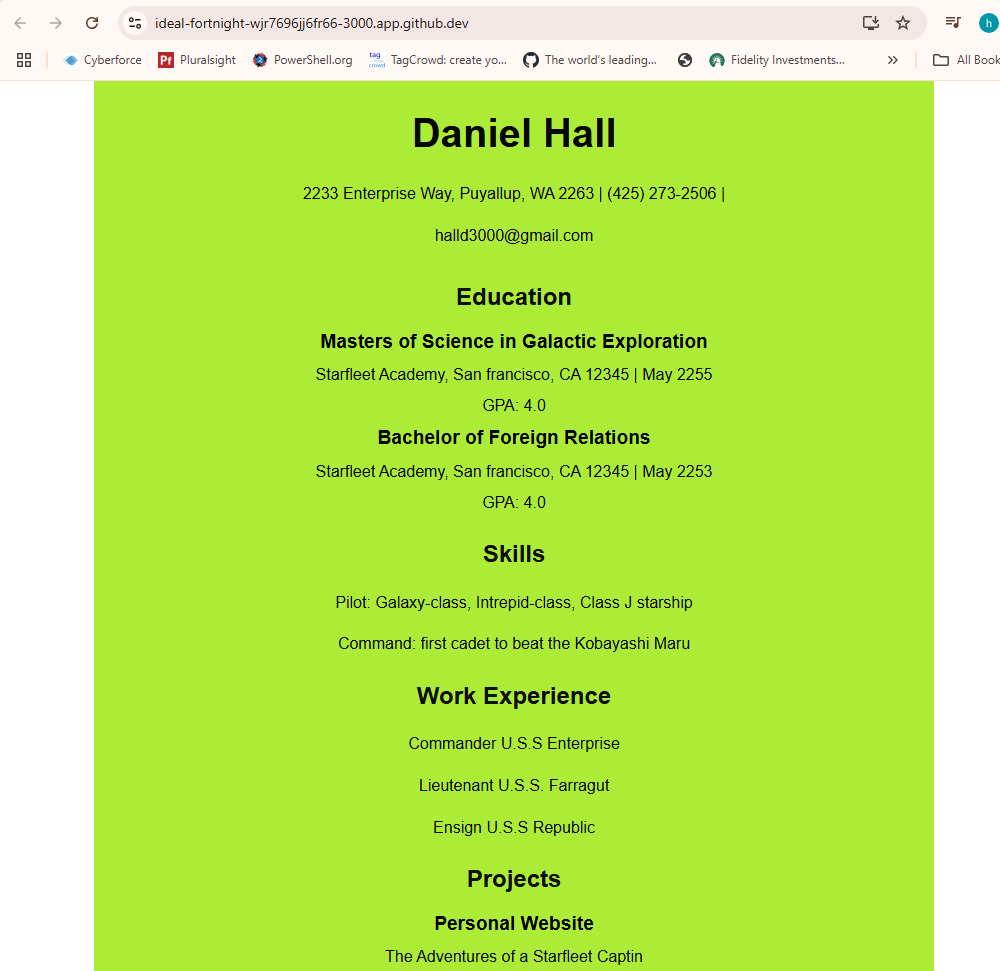 ideal-fortnight-wjr7696jj6fr66-3000.app.github.dev
h
Cyberforce
Pf Pluralsight
PowerShell.org
tag crowd TagCrowd: create yo...
The world's leading...
Fidelity Investments...
»
All Book
Daniel Hall
2233 Enterprise Way, Puyallup, WA 2263 | (425) 273-2506 |
halld3000@gmail.com
Education
Masters of Science in Galactic Exploration
Starfleet Academy, San francisco, CA 12345 | May 2255
GPA: 4.0
Bachelor of Foreign Relations
Starfleet Academy, San francisco, CA 12345 | May 2253
GPA: 4.0
Skills
Pilot: Galaxy-class, Intrepid-class, Class J starship
Command: first cadet to beat the Kobayashi Maru
Work Experience
Commander U.S.S Enterprise
Lieutenant U.S.S. Farragut
Ensign U.S.S Republic
Projects
Personal Website
The Adventures of a Starfleet Captin